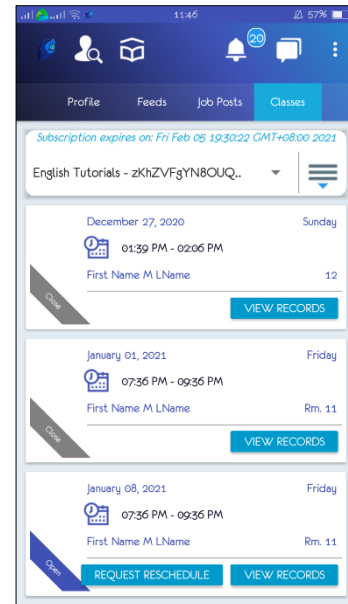 11:46 57%
20
Profile Feeds Job Posts Classes
Subscription expires on: Fri Feb 05 19:30:22 GMT+08:00 2021
English Tutorials - zKhZVFgYN8OUQ..
December 27, 2020 Sunday
01:39 PM - 02:06 PM
First Name M LName 12
Close
VIEW RECORDS
January 01, 2021 Friday
07:36 PM - 09:36 PM
First Name M LName Rm. 11
Close
VIEW RECORDS
January 08, 2021 Friday
07:36 PM - 09:36 PM
First Name M LName Rm. 11
Open
REQUEST RESCHEDULE VIEW RECORDS